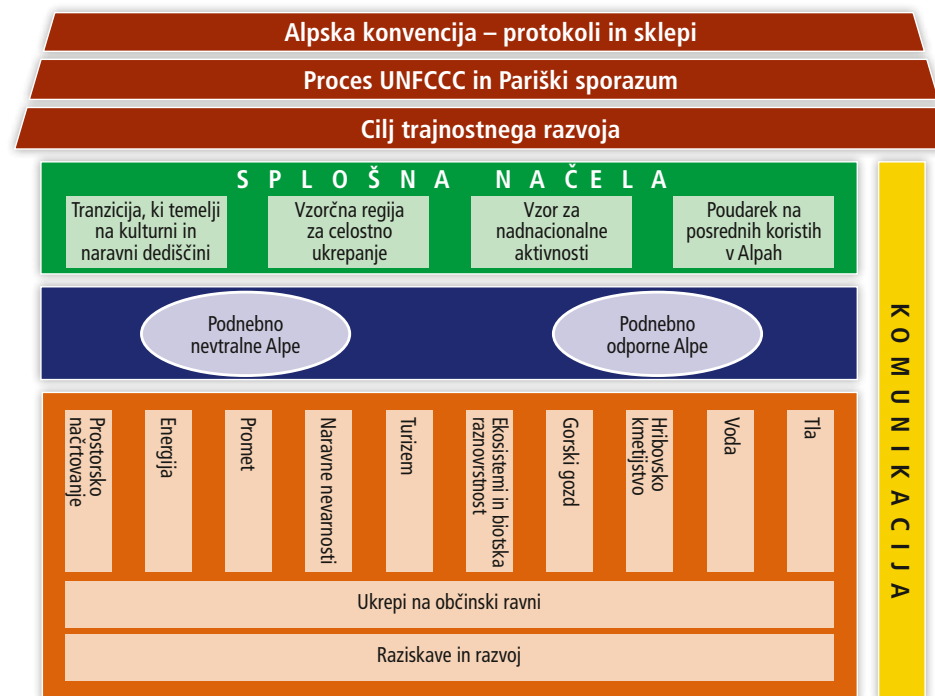 Alpska konvencija – protokoli in sklepi
Proces UNFCCC in Pariški sporazum
Cilj trajnostnega razvoja
SPLOŠNA NAČELA
Tranzicija, ki temelji
na kulturni in
naravni dediščini
Vzorčna regija
za celostno
ukrepanje
Vzor za
nadnacionalne
aktivnosti
Poudarek na
posrednih koristih
v Alpah
Podnebno
nevtralne Alpe
Podnebno
odporne Alpe
Prostorsko
načrtovanje
Energija
Promet
Naravne nevarnosti
Turizem
Ekosistemi in biotska
raznovrstnost
Gorski gozd
Hribovsko
kmetijstvo
Voda
Tla
Ukrepi na občinski ravni
Raziskave in razvoj
KOMUNIKACIJA